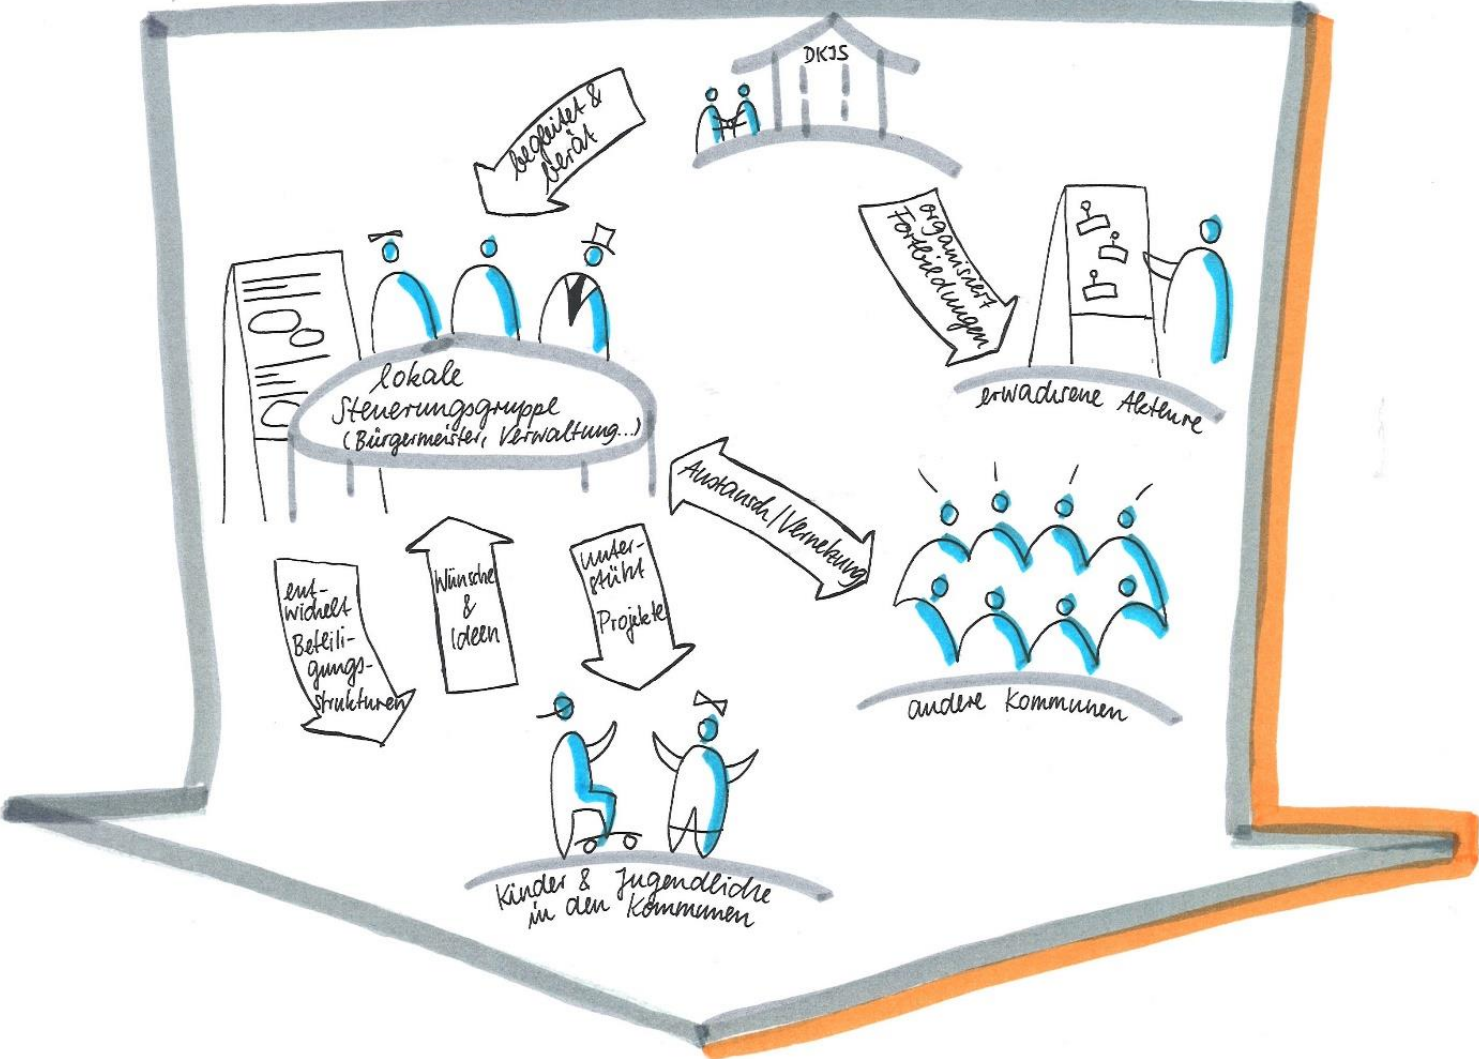 DKJS
begleitet &
berät
organisiert
Fortbildungen
erwachsene Akteure
lokale
Steuerungsgruppe
(Bürgermeister, Verwaltung...)
Austausch/Vernetzung
andere Kommunen
ent-
wickelt
Beteili-
gungs-
strukturen
Wünsche
&
Ideen
unter-
stützt
Projekte
Kinder & Jugendliche
in den Kommunen